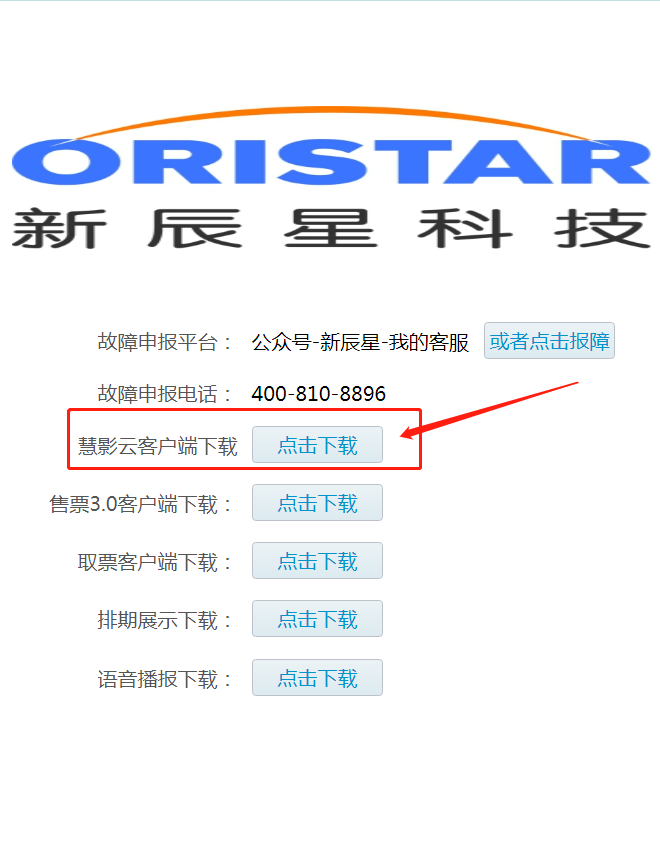 ORISTAR
新辰星科技
故障申报平台： 公众号-新辰星-我的客服 或者点击报障
故障申报电话： 400-810-8896
慧影云客户端下载 点击下载
售票3.0客户端下载： 点击下载
取票客户端下载： 点击下载
排期展示下载： 点击下载
语音播报下载： 点击下载